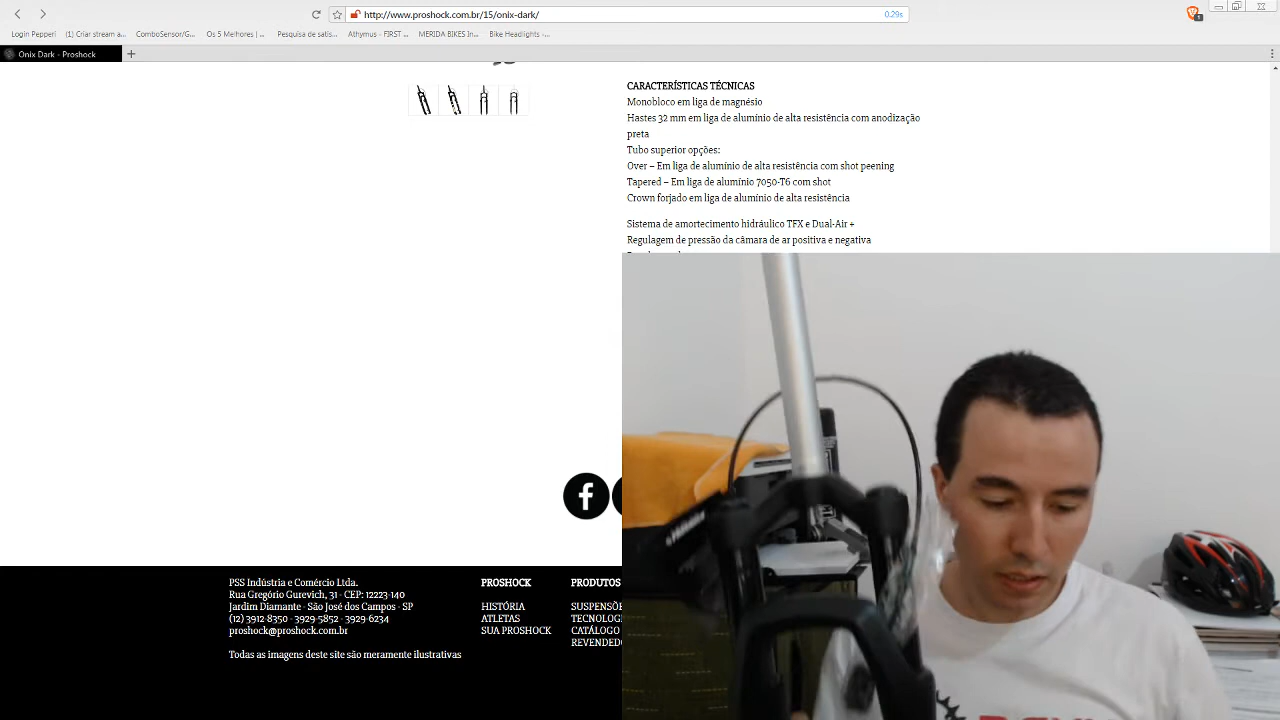 http://www.proshock.com.br/15/onix-dark/
0.29s
Login Pepperi
(1) Criar stream a...
ComboSensor/G...
Os 5 Melhores | ...
Pesquisa de satis...
Athymus - FIRST ...
MERIDA BIKES In...
Bike Headlights -...
Onix Dark - Proshock
CARACTERÍSTICAS TÉCNICAS
Monobloco em liga de magnésio
Hastes 32 mm em liga de alumínio de alta resistência com anodização
preta
Tubo superior opções:
Over – Em liga de alumínio de alta resistência com shot peening
Tapered – Em liga de alumínio 7050-T6 com shot
Crown forjado em liga de alumínio de alta resistência
Sistema de amortecimento hidráulico TFX e Dual-Air +
Regulagem de pressão da câmara de ar positiva e negativa
PSS Indústria e Comércio Ltda.
Rua Gregório Gurevich, 31 - CEP: 12223-140
Jardim Diamante - São José dos Campos - SP
(12) 3912-8350 - 3929-5852 - 3929-6234
proshock@proshock.com.br
Todas as imagens deste site são meramente ilustrativas
PROSHOCK
HISTÓRIA
ATLETAS
SUA PROSHOCK
PRODUTOS
SUSPENSÕE
TECNOLOG
CATÁLOGO
REVENDED